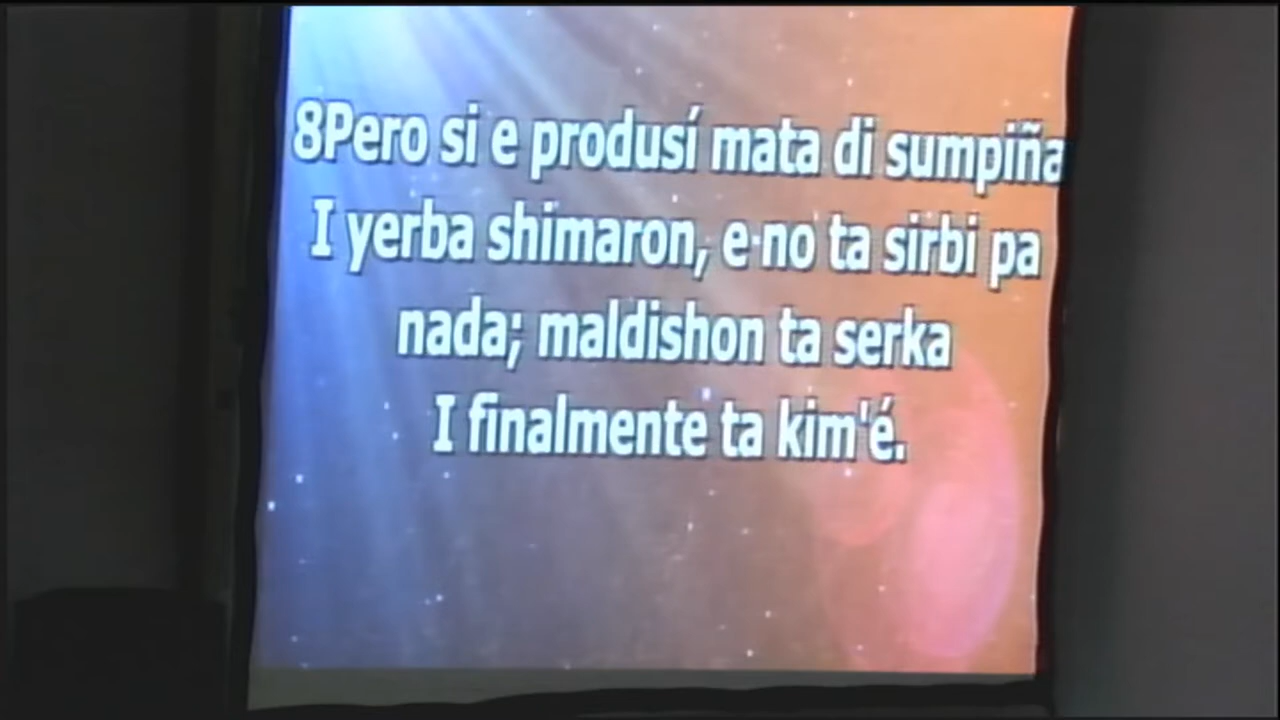 8Pero si e produsí mata di sumpiña
I yerba shimaron, e no ta sirbi pa
nada; maldishon ta serka
I finalmente ta kim'é.